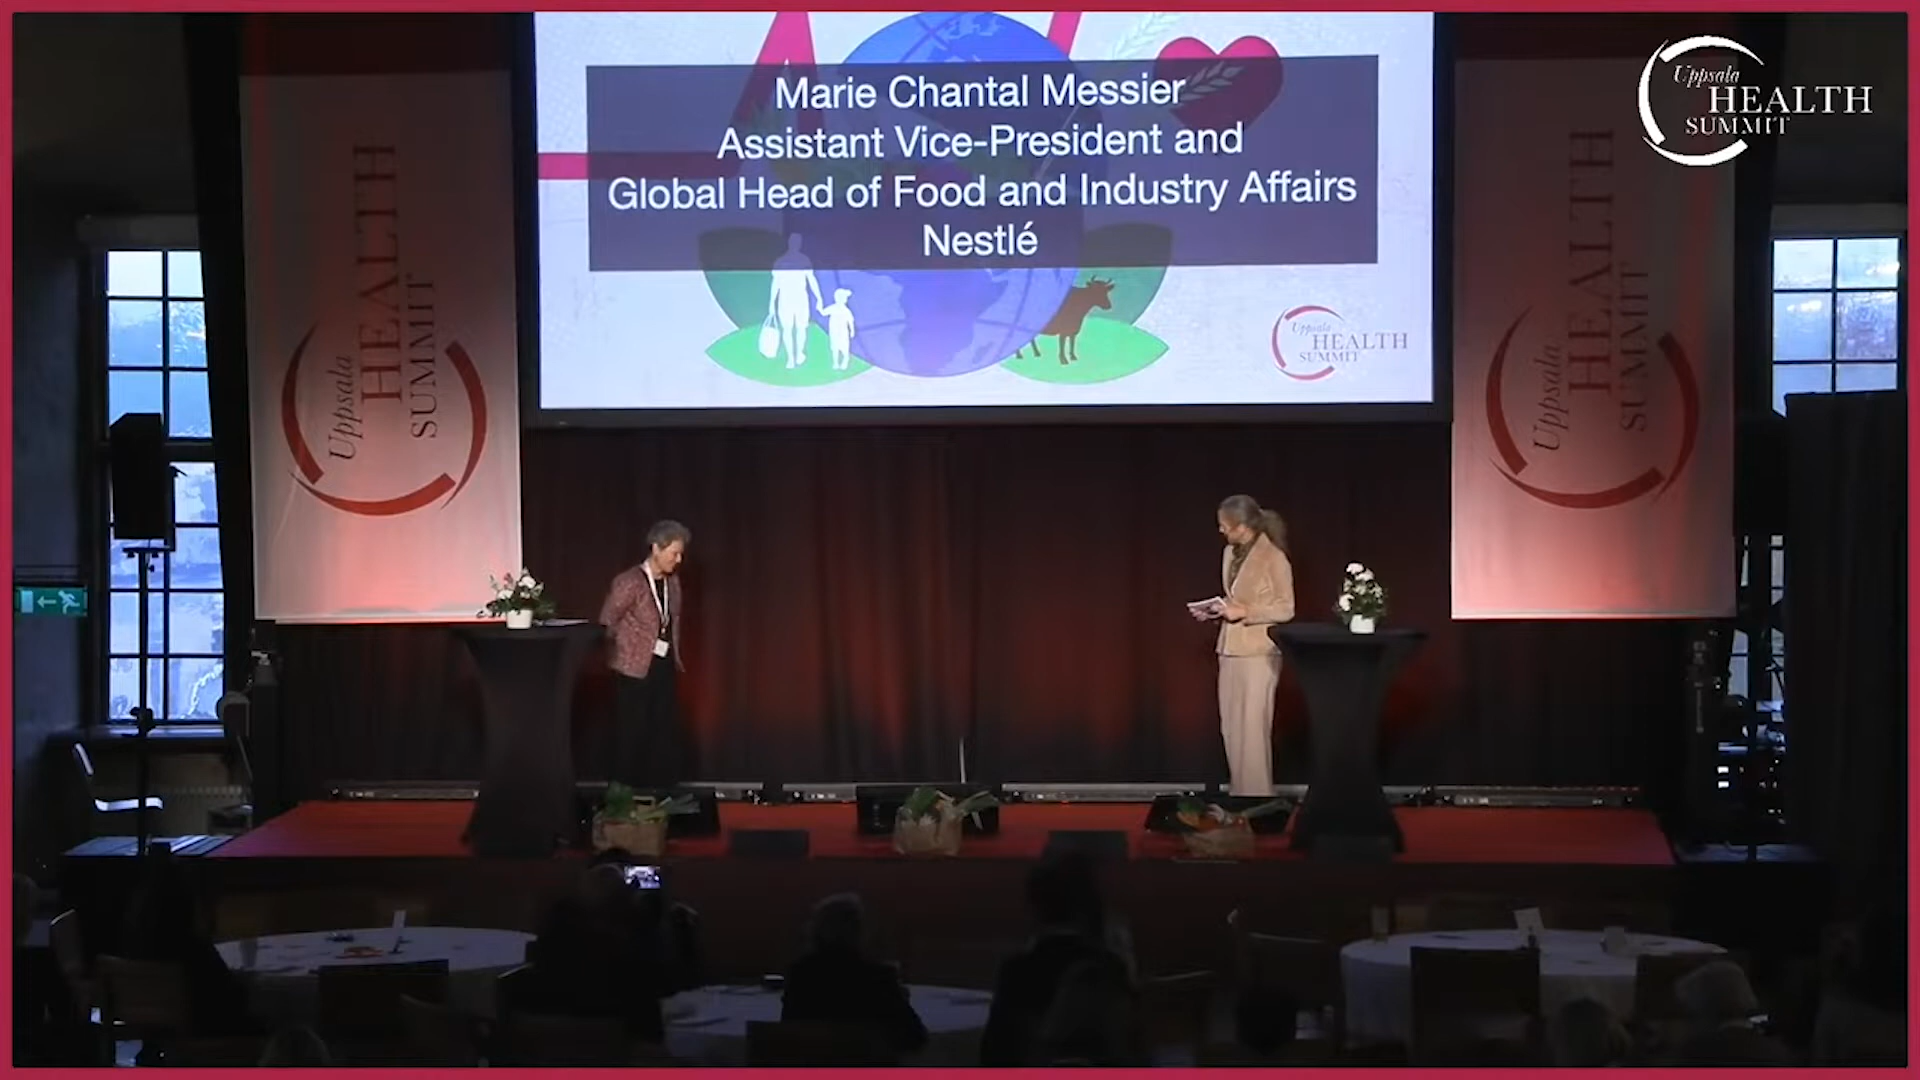 Marie Chantal Messier
Assistant Vice-President and
Global Head of Food and Industry Affairs
Nestlé
Uppsala
HEALTH
SUMMIT
Uppsala
HEALTH
SUMMIT
Uppsala
HEALTH
SUMMIT
Uppsala
HEALTH
SUMMIT